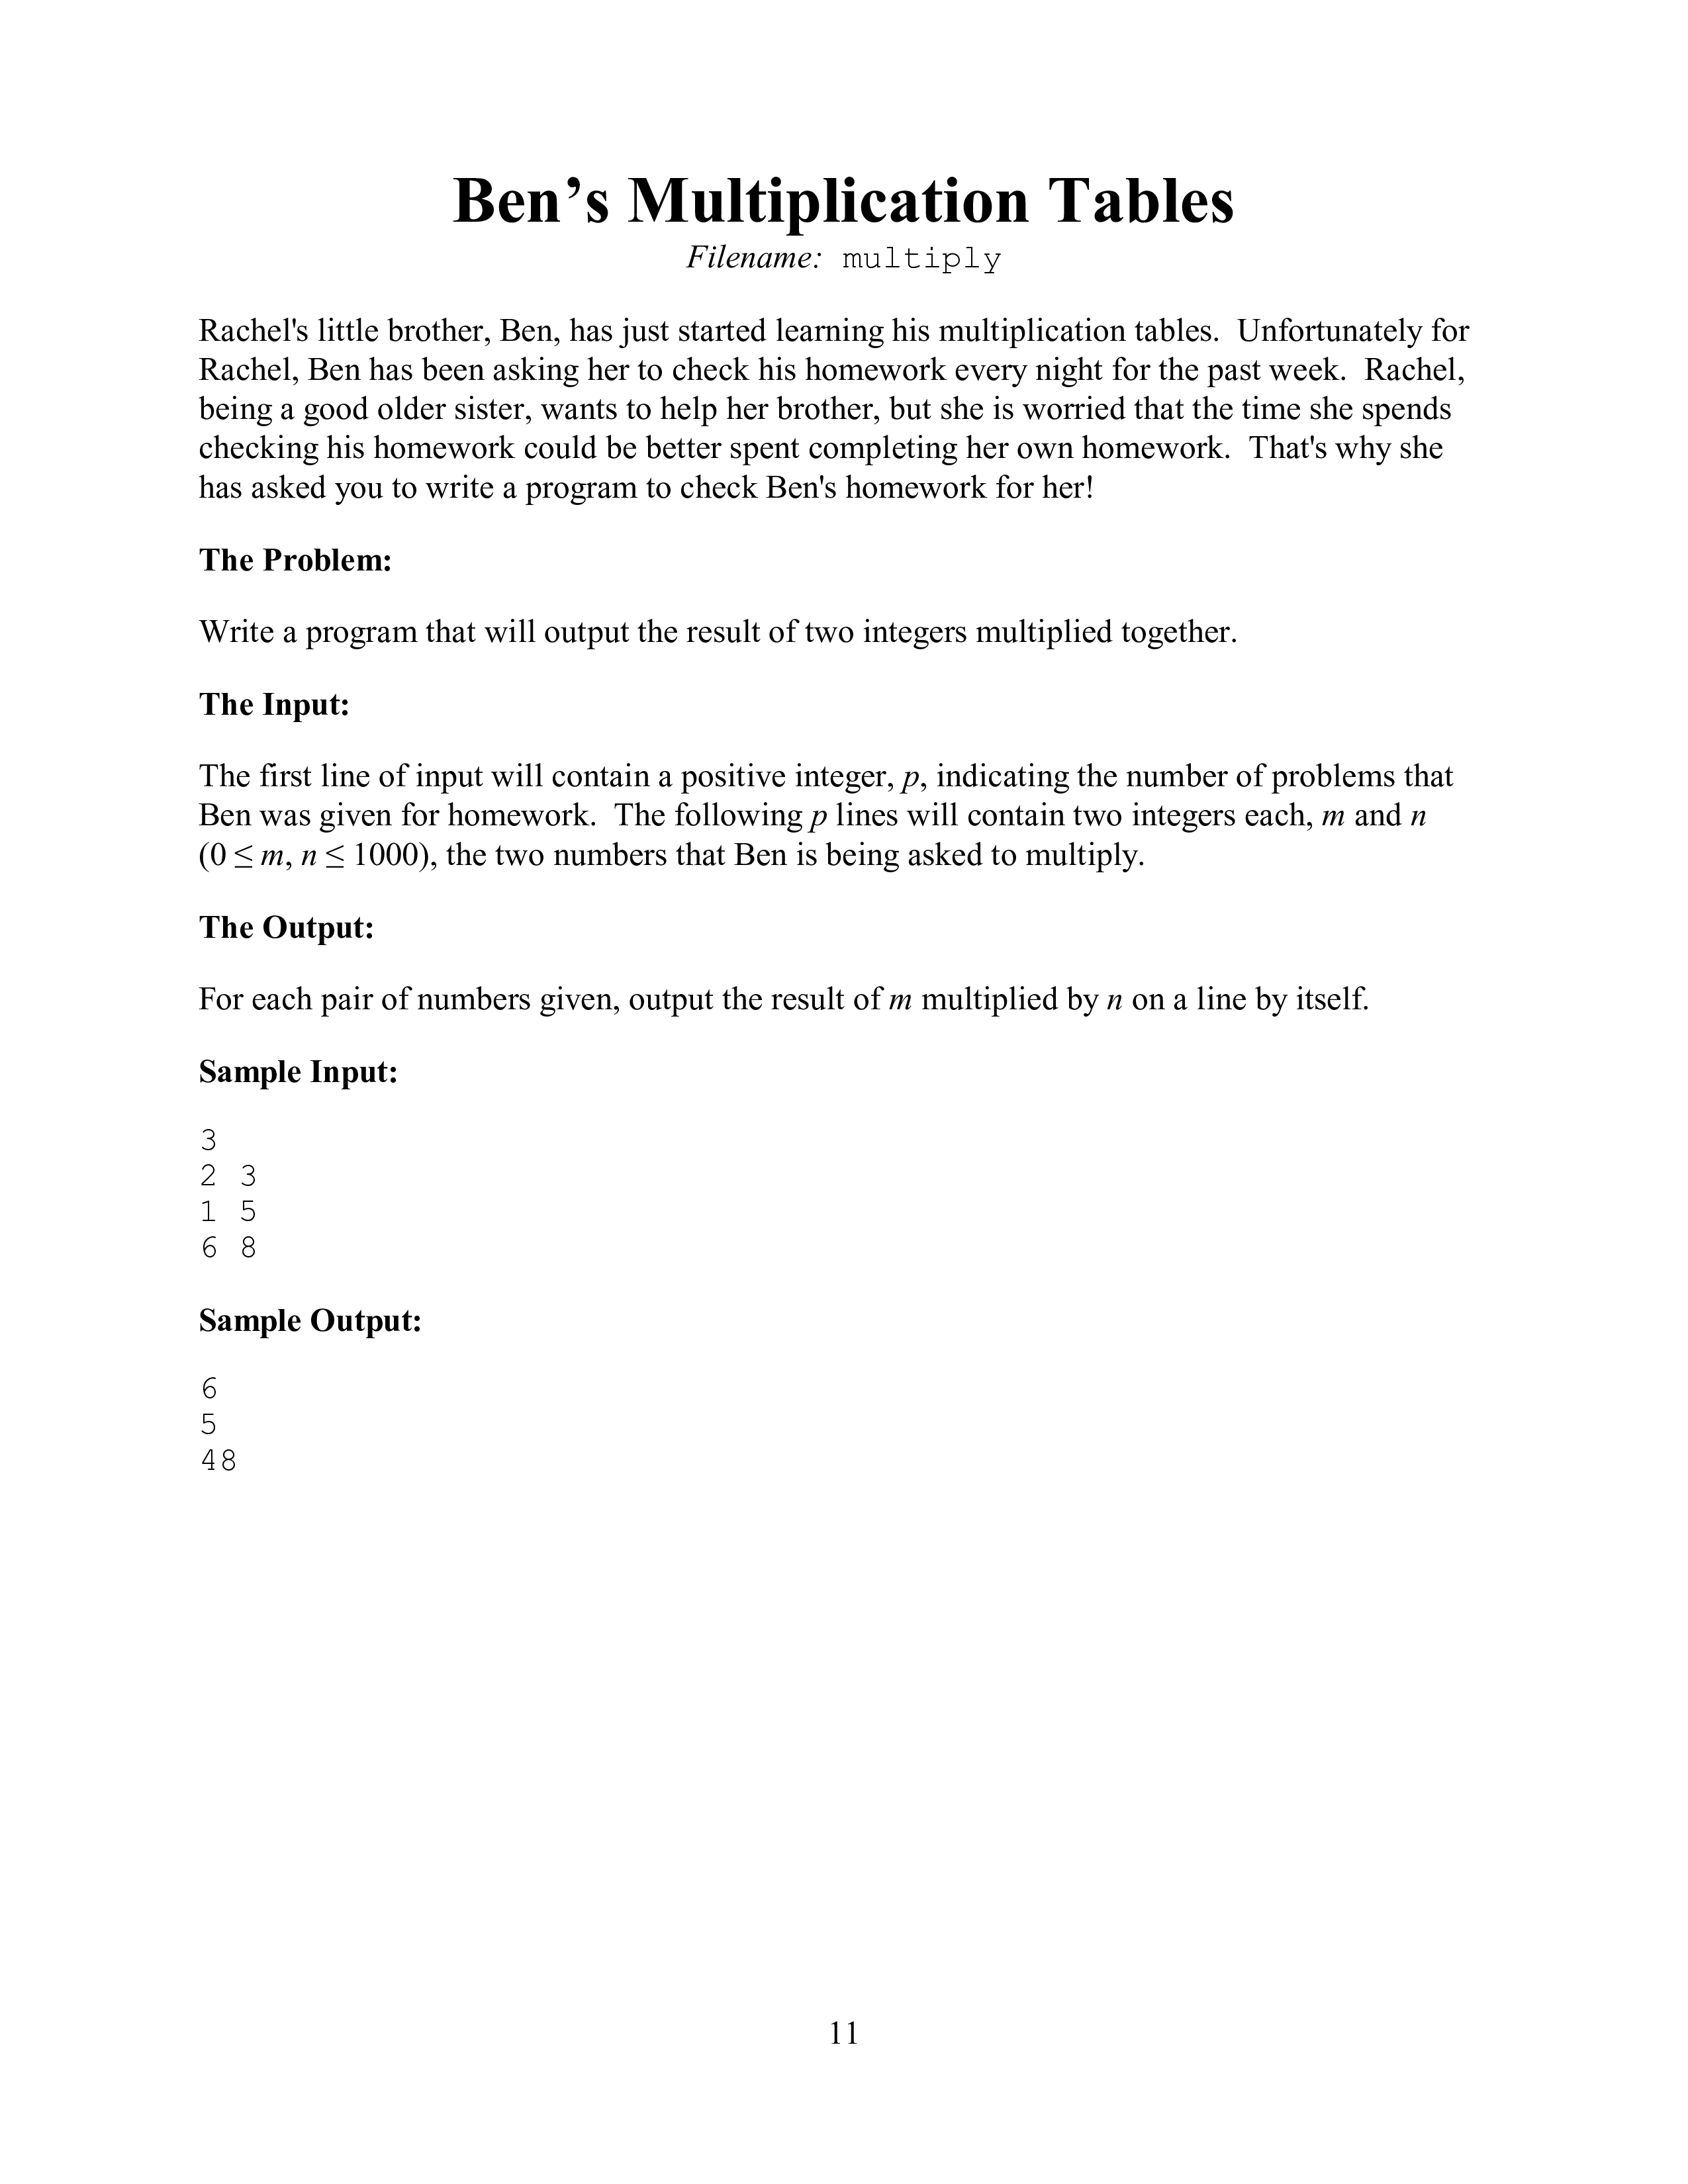 Ben’s Multiplication Tables
Filename: multiply
Rachel's little brother, Ben, has just started learning his multiplication tables.  Unfortunately for
Rachel, Ben has been asking her to check his homework every night for the past week.  Rachel,
being a good older sister, wants to help her brother, but she is worried that the time she spends
checking his homework could be better spent completing her own homework.  That's why she
has asked you to write a program to check Ben's homework for her!
The Problem:
Write a program that will output the result of two integers multiplied together.
The Input:
The first line of input will contain a positive integer, p, indicating the number of problems that
Ben was given for homework.  The following p lines will contain two integers each, m and n
(0 ≤ m, n ≤ 1000), the two numbers that Ben is being asked to multiply.
The Output:
For each pair of numbers given, output the result of m multiplied by n on a line by itself.
Sample Input:
3
2 3
1 5
6 8
Sample Output:
6
5
48
11